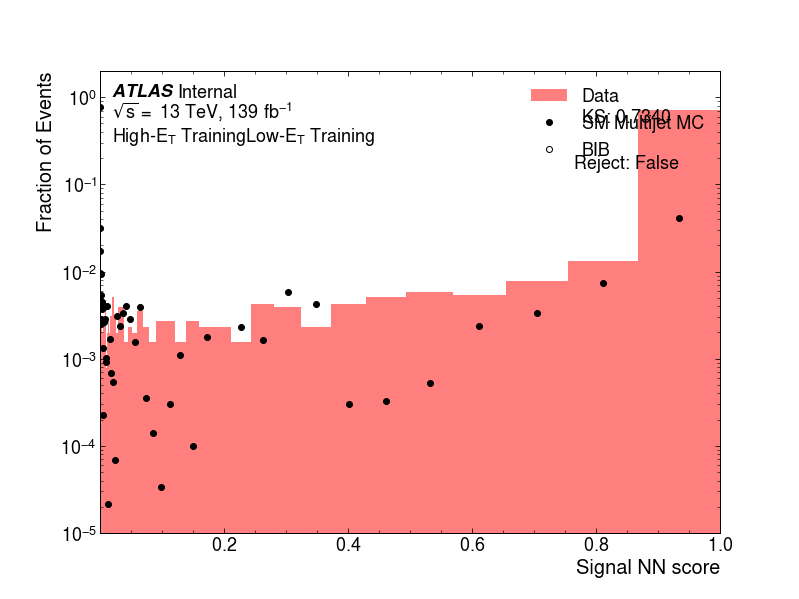 ATLAS Internal
√s = 13 TeV, 139 fb⁻¹
High-E_T TrainingLow-E_T Training
Data
KS: 0.7340
SM Multijet MC
BIB
Reject: False
Fraction of Events
10⁰
10⁻¹
10⁻²
10⁻³
10⁻⁴
10⁻⁵
0.2 0.4 0.6 0.8 1.0
Signal NN score